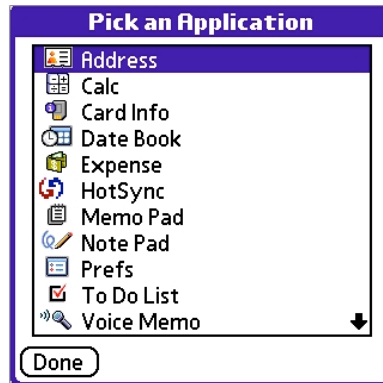 Pick an Application
Address
Calc
Card Info
Date Book
Expense
HotSync
Memo Pad
Note Pad
Prefs
To Do List
Voice Memo
Done